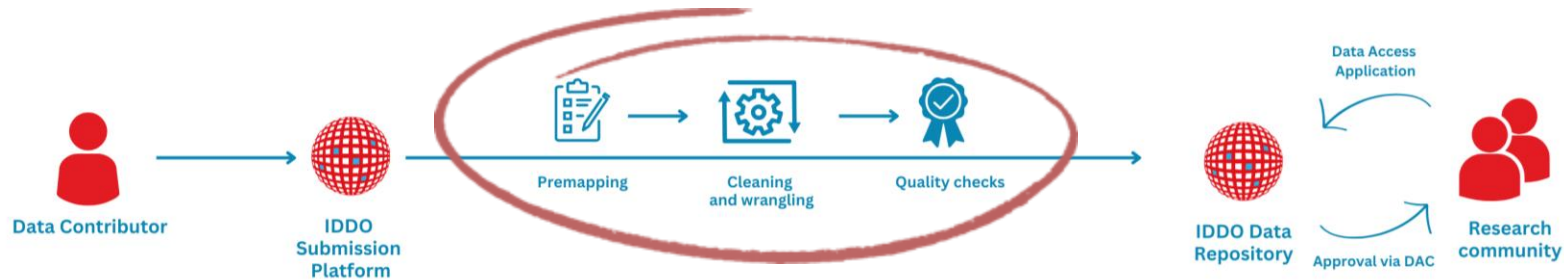 Data Contributor
IDDO
Submission
Platform
Premapping
Cleaning
and wrangling
Quality checks
IDDO Data
Repository
Data Access
Application
Approval via DAC
Research
community